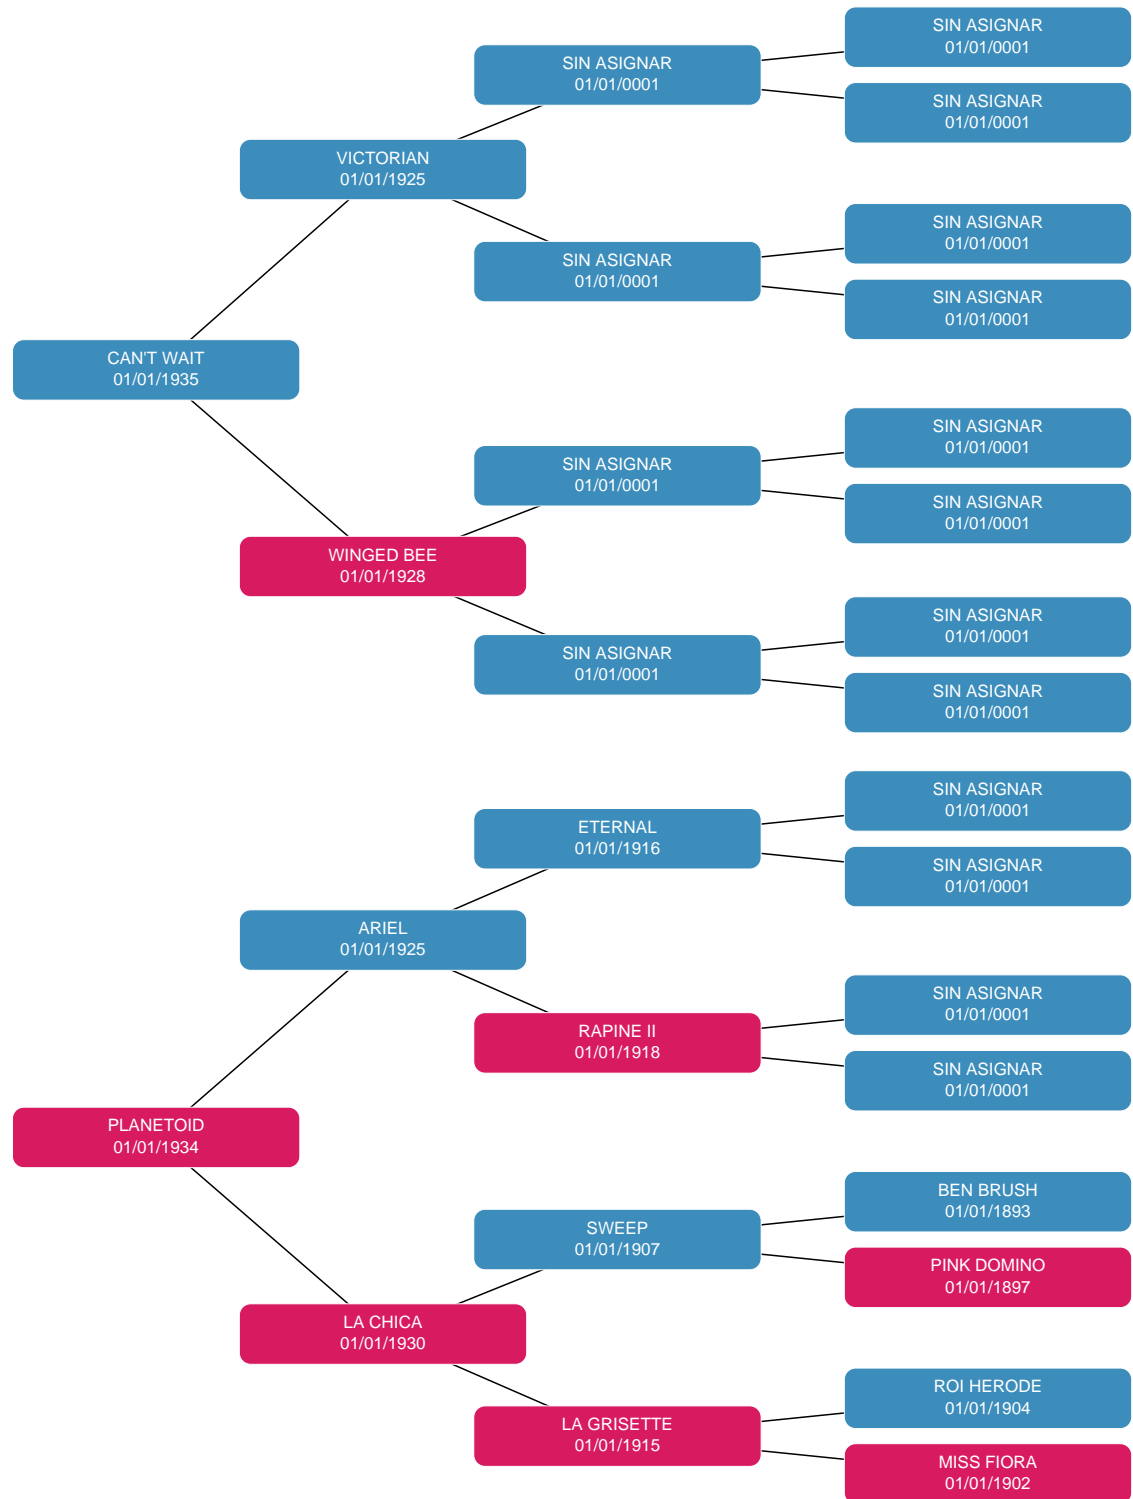 SIN ASIGNAR
01/01/0001
SIN ASIGNAR
01/01/0001
SIN ASIGNAR
01/01/0001
VICTORIAN
01/01/1925
SIN ASIGNAR
01/01/0001
SIN ASIGNAR
01/01/0001
SIN ASIGNAR
01/01/0001
CAN'T WAIT
01/01/1935
SIN ASIGNAR
01/01/0001
SIN ASIGNAR
01/01/0001
SIN ASIGNAR
01/01/0001
WINGED BEE
01/01/1928
SIN ASIGNAR
01/01/0001
SIN ASIGNAR
01/01/0001
SIN ASIGNAR
01/01/0001
SIN ASIGNAR
01/01/0001
ETERNAL
01/01/1916
SIN ASIGNAR
01/01/0001
ARIEL
01/01/1925
SIN ASIGNAR
01/01/0001
RAPINE II
01/01/1918
SIN ASIGNAR
01/01/0001
PLANETOID
01/01/1934
BEN BRUSH
01/01/1893
SWEEP
01/01/1907
PINK DOMINO
01/01/1897
LA CHICA
01/01/1930
ROI HERODE
01/01/1904
LA GRISETTE
01/01/1915
MISS FIORA
01/01/1902